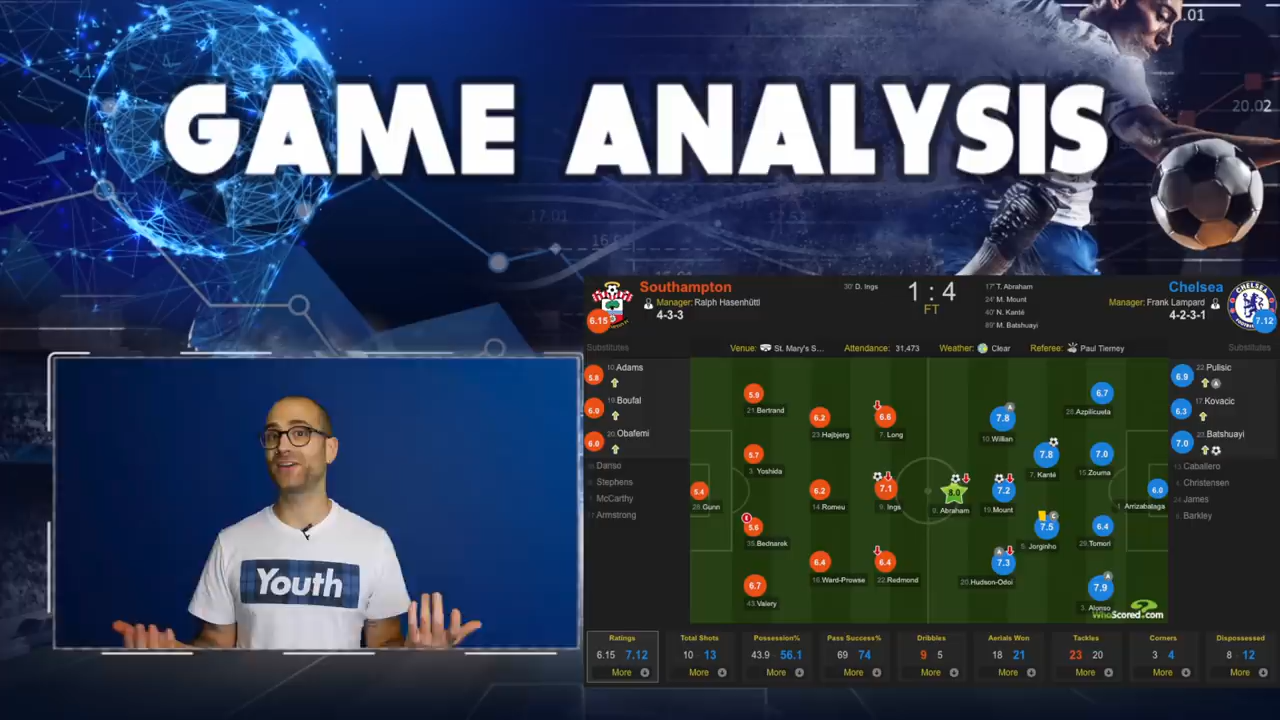 .01
20.02
GAME ANALYSIS
17.01
Southampton
Manager: Ralph Hasenhüttl
4-3-3
6.15
30' D. Ings
1 : 4
FT
17' T. Abraham
24' M. Mount
40' N. Kanté
89' M. Batshuayi
Chelsea
Manager: Frank Lampard
4-2-3-1
7.12
Substitutes
Venue: St. Mary's S...
Attendance: 31,473
Weather: Clear
Referee: Paul Tierney
Substitutes
5.8 10. Adams
6.0 19. Boufal
6.0 20. Obafemi
Danso
Stephens
McCarthy
Armstrong
5.4
28. Gunn
5.9
21. Bertrand
5.7
3. Yoshida
5.6
35. Bednarek
6.7
43. Valery
6.2
23. Højbjerg
6.2
14. Romeu
6.4
16. Ward-Prowse
6.6
7. Long
7.1
9. Ings
6.4
22. Redmond
8.0
9. Abraham
7.8
10. Willian
7.2
19. Mount
7.3
20. Hudson-Odoi
7.8
7. Kanté
7.5
5. Jorginho
6.7
28. Azpilicueta
7.0
15. Zouma
6.4
29. Tomori
7.9
3. Alonso
6.0
1. Arrizabalaga
6.9 22. Pulisic
6.3 17. Kovacic
7.0 23. Batshuayi
Caballero
Christensen
James
Barkley
WhoScored.com
Youth
Ratings
6.15 7.12
More
Total Shots
10 13
More
Possession%
43.9 56.1
More
Pass Success%
69 74
More
Dribbles
9 5
More
Aerials Won
18 21
More
Tackles
23 20
More
Corners
3 4
More
Dispossessed
8 12
More